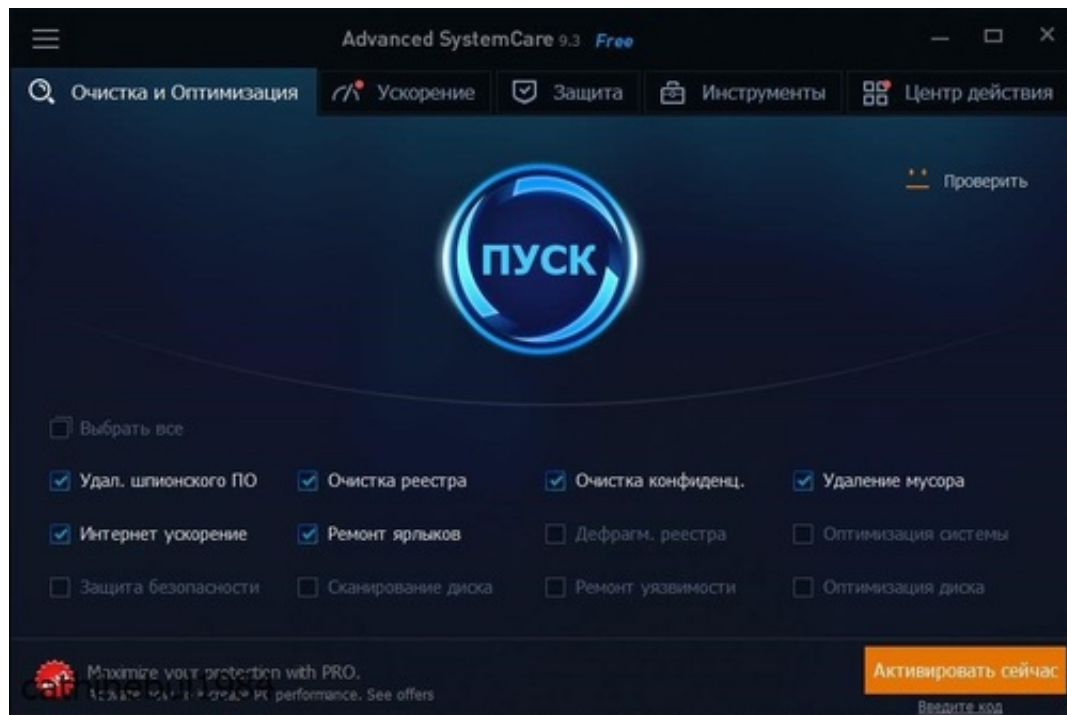 Advanced SystemCare 9.3 Free
Очистка и Оптимизация Ускорение Защита Инструменты Центр действия
Проверить
ПУСК
Выбрать все
Удал. шпионского ПО Очистка реестра Очистка конфиденц. Удаление мусора
Интернет ускорение Ремонт ярлыков Дефрагм. реестра Оптимизация системы
Защита безопасности Сканирование диска Ремонт уязвимости Оптимизация диска
Maximize your protection with PRO.
PC performance. See offers
Активировать сейчас
Введите код